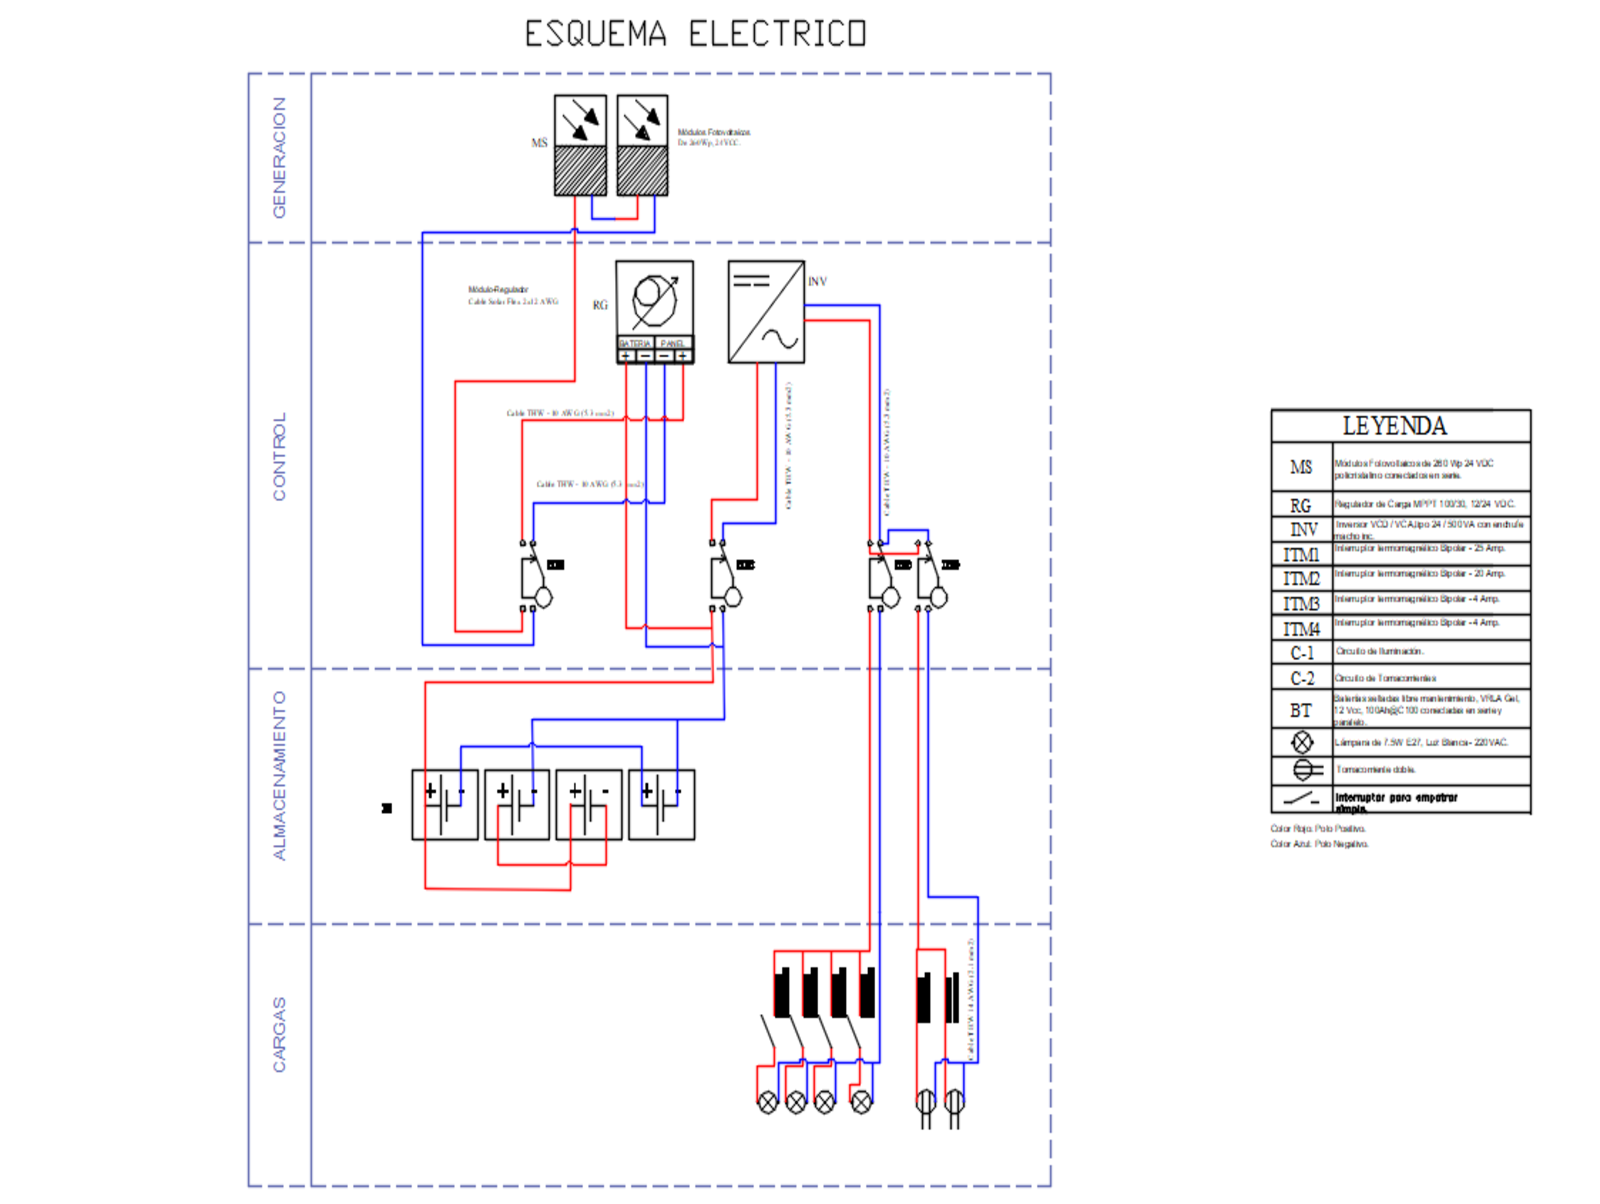 ESQUEMA ELECTRICO
GENERACION
MS
Módulos Fotovoltaicos
De 260 Wp, 24 VCC.
CONTROL
Módulo-Regulador
Cable Solar Flex 2x12 AWG
RG
BATERIA PANEL
+ - - +
INV
Cable THW - 10 AWG (5.3 mm2)
Cable THW - 10 AWG (5.3 mm2)
Cable THW - 10 AWG (5.3 mm2)
Cable THW - 10 AWG (5.3 mm2)
ALMACENAMIENTO
+ - + - + - + -
CARGAS
Cable THW 14 AWG (2.1 mm2)
LEYENDA
MS
Módulos Fotovoltaicos de 260 Wp 24 VDC
policristalino conectados en serie.
RG
Regulador de Carga MPPT 100/30, 12/24 VDC.
INV
Inversor VCD / VCA,tipo 24 / 500VA con enchufe
macho inc.
ITM1
Interruptor termomagnético Bipolar - 25 Amp.
ITM2
Interruptor termomagnético Bipolar - 20 Amp.
ITM3
Interruptor termomagnético Bipolar - 4 Amp.
ITM4
Interruptor termomagnético Bipolar - 4 Amp.
C-1
Circuito de Iluminación.
C-2
Circuito de Tomacorrientes
BT
Baterías selladas libre mantenimiento, VRLA Gel,
12 Vcc, 100Ah@C100 conectadas en serie y
paralelo.
Lámpara de 7.5W E27, Luz Blanca - 220VAC.
Tomacorriente doble.
Interruptor para empotrar
simple.
Color Rojo. Polo Positivo.
Color Azul. Polo Negativo.